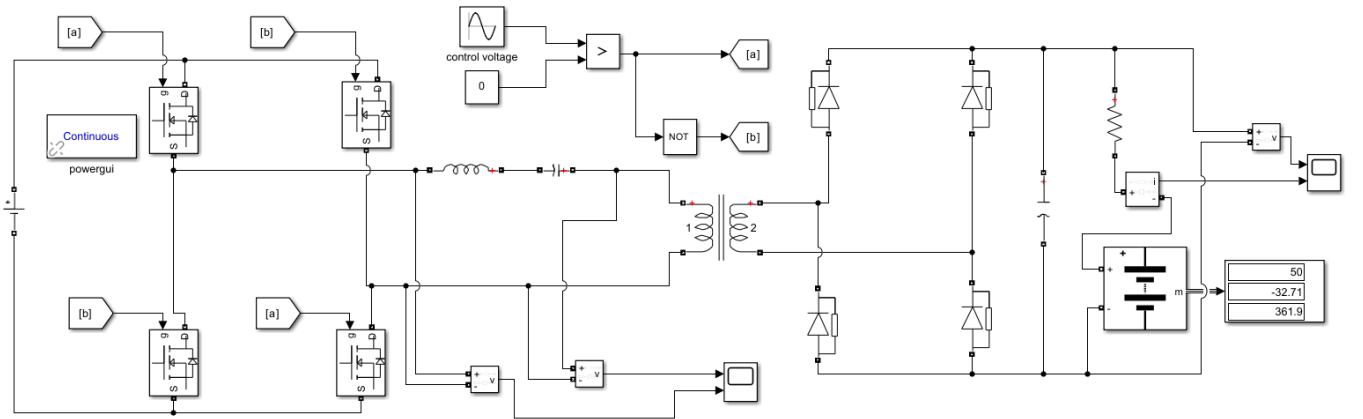 [a]
[b]
control voltage
0
>
[a]
NOT
[b]
g
D
S
g
D
S
Continuous
powergui
+
1
2
+
-
v
i
+
-
+
+
-
m
50
-32.71
361.9
[b]
[a]
g
D
S
g
D
S
+
-
v
+
-
v